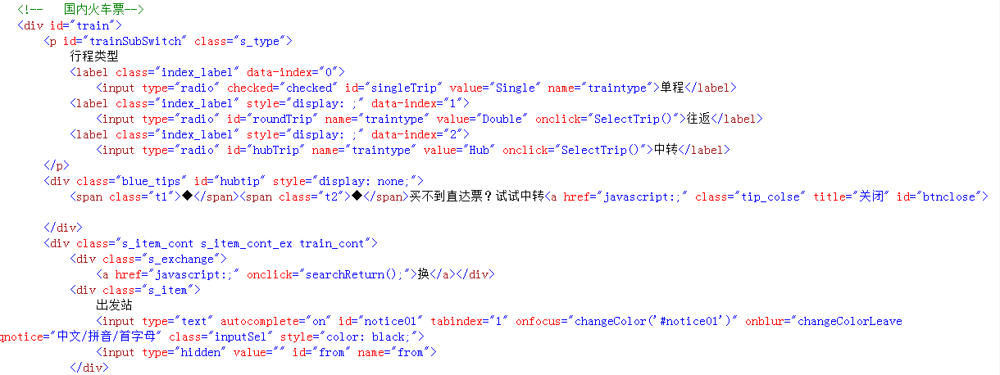 <!--   国内火车票-->
<div id="train">
<p id="trainSubSwitch" class="s_type">
行程类型
<label class="index_label" data-index="0">
<input type="radio" checked="checked" id="singleTrip" value="Single" name="traintype">单程</label>
<label class="index_label" style="display: ;" data-index="1">
<input type="radio" id="roundTrip" name="traintype" value="Double" onclick="SelectTrip()">往返</label>
<label class="index_label" style="display: ;" data-index="2">
<input type="radio" id="hubTrip" name="traintype" value="Hub" onclick="SelectTrip()">中转</label>
</p>
<div class="blue_tips" id="hubtip" style="display: none;">
<span class="t1">◆</span><span class="t2">◆</span>买不到直达票？试试中转<a href="javascript:;" class="tip_colse" title="关闭" id="btnclose">
</div>
<div class="s_item_cont s_item_cont_ex train_cont">
<div class="s_exchange">
<a href="javascript:;" onclick="searchReturn();">换</a></div>
<div class="s_item">
出发站
<input type="text" autocomplete="on" id="notice01" tabindex="1" onfocus="changeColor('#notice01')" onblur="changeColorLeave
qnotice="中文/拼音/首字母" class="inputSel" style="color: black;">
<input type="hidden" value="" id="from" name="from">
</div>